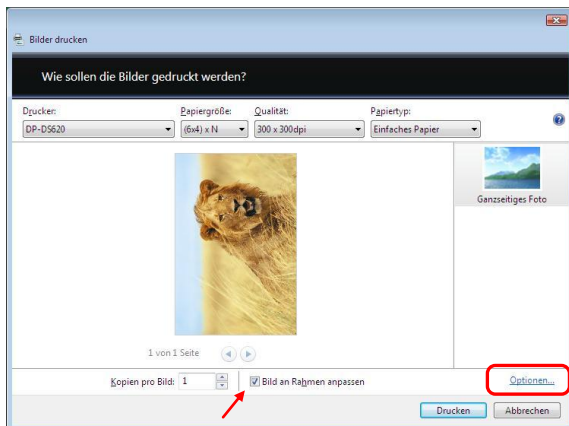 Bilder drucken
Wie sollen die Bilder gedruckt werden?
Drucker: Papiergröße: Qualität: Papiertyp:
DP-DS620 (6x4) x N 300 x 300dpi Einfaches Papier
Ganzseitiges Foto
1 von 1 Seite
Kopien pro Bild: 1 Bild an Rahmen anpassen Optionen...
Drucken Abbrechen